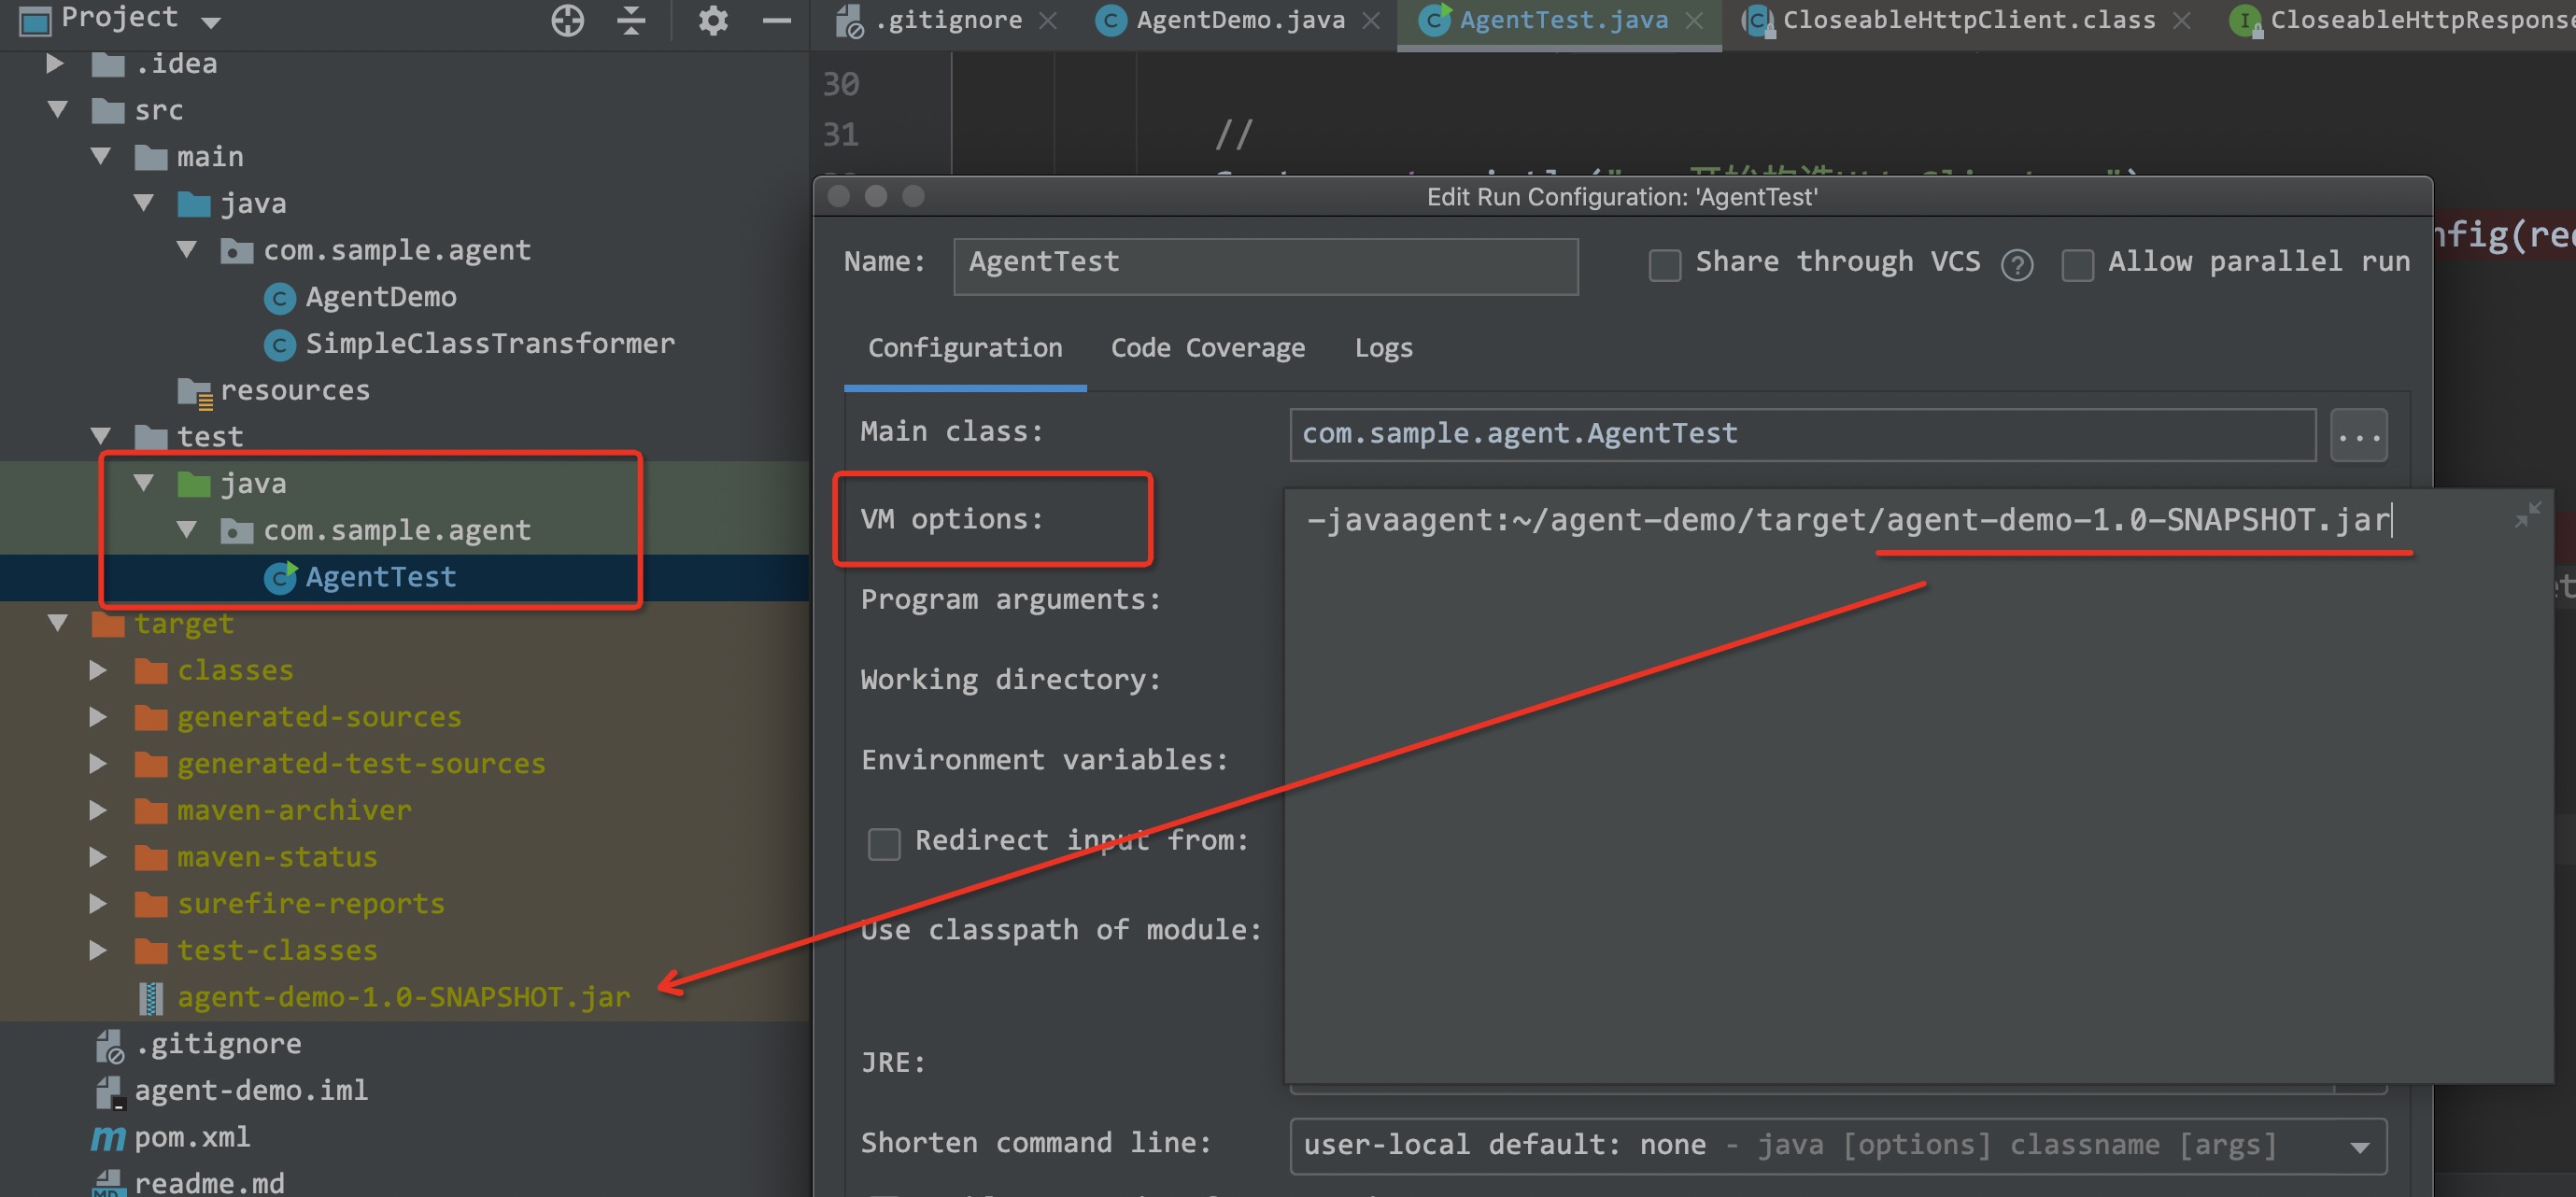 Project
.idea
src
main
java
com.sample.agent
AgentDemo
SimpleClassTransformer
resources
test
java
com.sample.agent
AgentTest
target
classes
generated-sources
generated-test-sources
maven-archiver
maven-status
surefire-reports
test-classes
agent-demo-1.0-SNAPSHOT.jar
.gitignore
agent-demo.iml
pom.xml
readme.md
.gitignore AgentDemo.java AgentTest.java CloseableHttpClient.class CloseableHttpResponse
30
31 //
nfig(re
Edit Run Configuration: 'AgentTest'
Name: AgentTest Share through VCS ? Allow parallel run
Configuration Code Coverage Logs
Main class: com.sample.agent.AgentTest ...
VM options: -javaagent:~/agent-demo/target/agent-demo-1.0-SNAPSHOT.jar
Program arguments:
Working directory:
Environment variables:
Redirect input from:
Use classpath of module:
JRE:
Shorten command line: user-local default: none - java [options] classname [args]